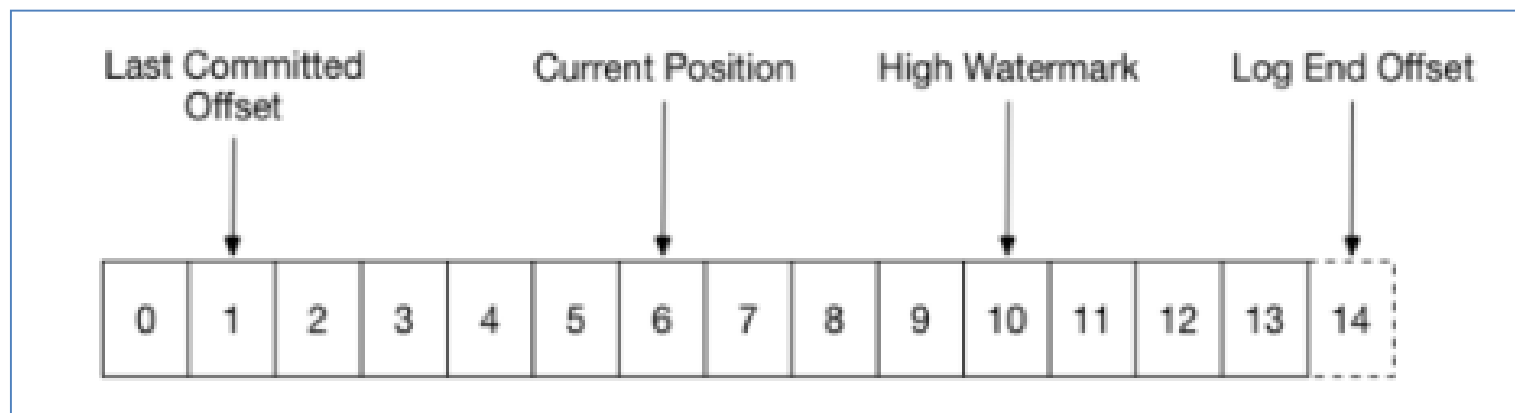 Last Committed
Offset
Current Position
High Watermark
Log End Offset
0 1 2 3 4 5 6 7 8 9 10 11 12 13 14